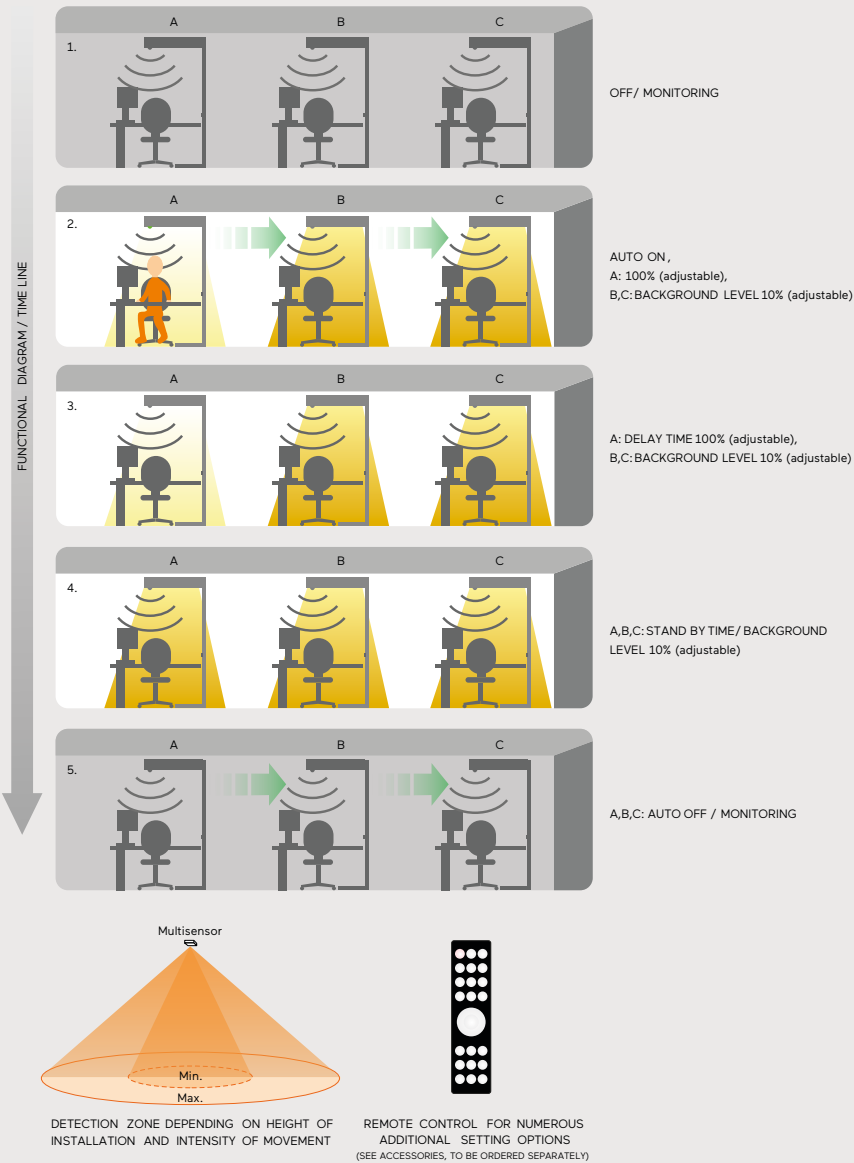 FUNCTIONAL DIAGRAM / TIME LINE
A B C
1.
OFF/ MONITORING
A B C
2.
AUTO ON,
A: 100% (adjustable),
B,C: BACKGROUND LEVEL 10% (adjustable)
A B C
3.
A: DELAY TIME 100% (adjustable),
B,C: BACKGROUND LEVEL 10% (adjustable)
A B C
4.
A,B,C: STAND BY TIME/ BACKGROUND
LEVEL 10% (adjustable)
A B C
5.
A,B,C: AUTO OFF / MONITORING
Multisensor
Min.
Max.
DETECTION ZONE DEPENDING ON HEIGHT OF
INSTALLATION AND INTENSITY OF MOVEMENT
REMOTE CONTROL FOR NUMEROUS
ADDITIONAL SETTING OPTIONS
(SEE ACCESSORIES, TO BE ORDERED SEPARATELY)